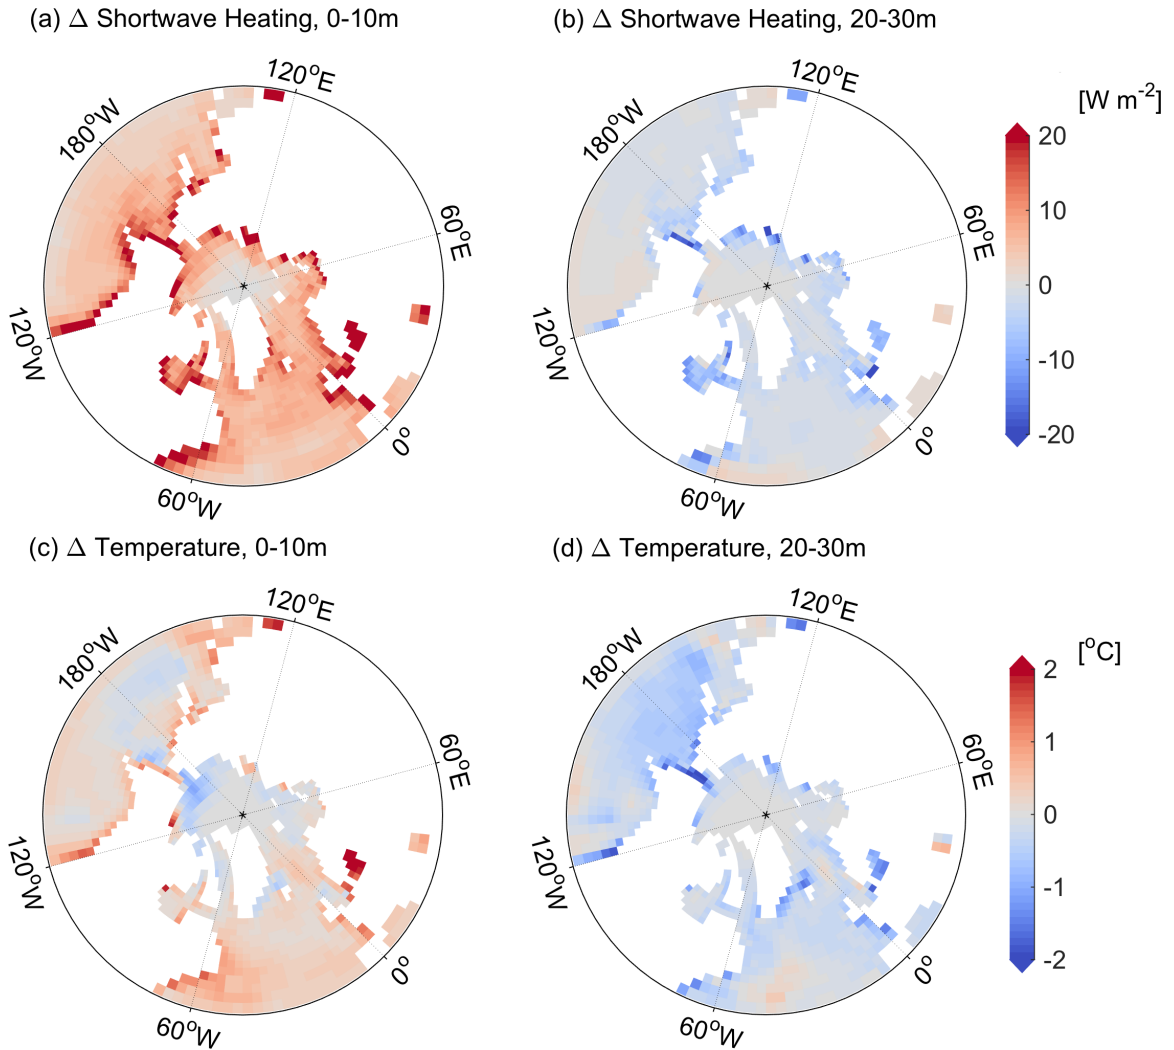 (a) Δ Shortwave Heating, 0-10m
(b) Δ Shortwave Heating, 20-30m
120°E
180°W
60°E
120°W
0°
60°W
120°E
180°W
60°E
120°W
0°
60°W
[W m-2]
20
10
0
-10
-20
(c) Δ Temperature, 0-10m
(d) Δ Temperature, 20-30m
120°E
180°W
60°E
120°W
0°
60°W
120°E
180°W
60°E
120°W
0°
60°W
[°C]
2
1
0
-1
-2